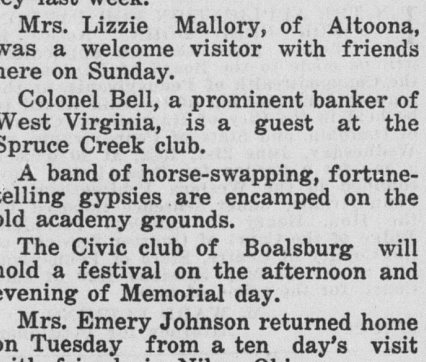 last week.
Mrs. Lizzie Mallory, of Altoona,
was a welcome visitor with friends
here on Sunday.
Colonel Bell, a prominent banker of
West Virginia, is a guest at the
Spruce Creek club.
A band of horse-swapping, fortune-
telling gypsies are encamped on the
old academy grounds.
The Civic club of Boalsburg will
hold a festival on the afternoon and
evening of Memorial day.
Mrs. Emery Johnson returned home
on Tuesday from a ten day's visit